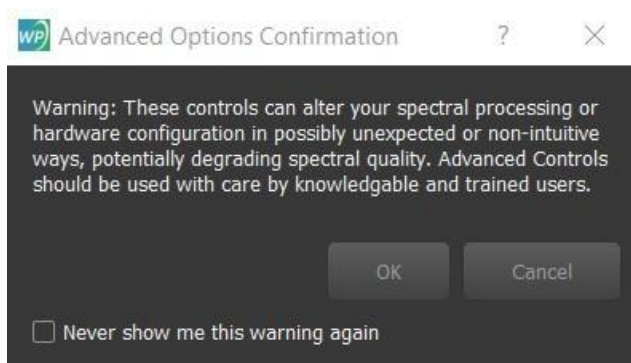 WP Advanced Options Confirmation ? ×
Warning: These controls can alter your spectral processing or
hardware configuration in possibly unexpected or non-intuitive
ways, potentially degrading spectral quality. Advanced Controls
should be used with care by knowledgable and trained users.
OK Cancel
Never show me this warning again